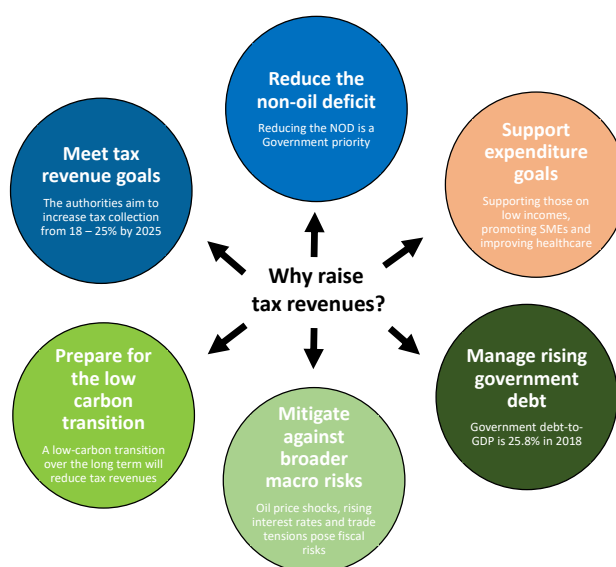 Reduce the
non-oil deficit
Reducing the NOD is a
Government priority
Meet tax
revenue goals
The authorities aim to
increase tax collection
from 18 – 25% by 2025
Support
expenditure
goals
Supporting those on
low incomes,
promoting SMEs and
improving healthcare
Why raise
tax revenues?
Prepare for
the low
carbon
transition
A low-carbon transition
over the long term will
reduce tax revenues
Manage rising
government
debt
Government debt-to-
GDP is 25.8% in 2018
Mitigate
against
broader
macro risks
Oil price shocks, rising
interest rates and trade
tensions pose fiscal
risks